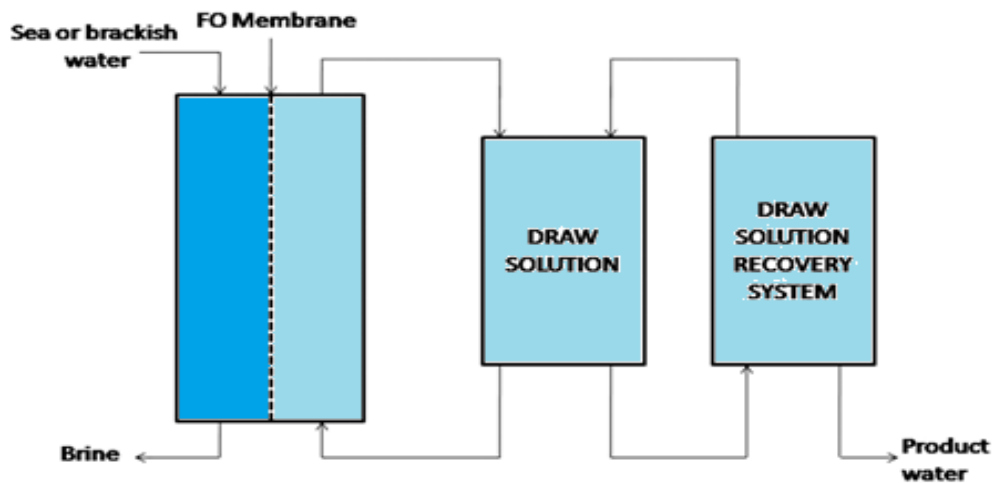 FO Membrane
Sea or brackish
water
DRAW
SOLUTION
DRAW
SOLUTION
RECOVERY
SYSTEM
Brine
Product
water